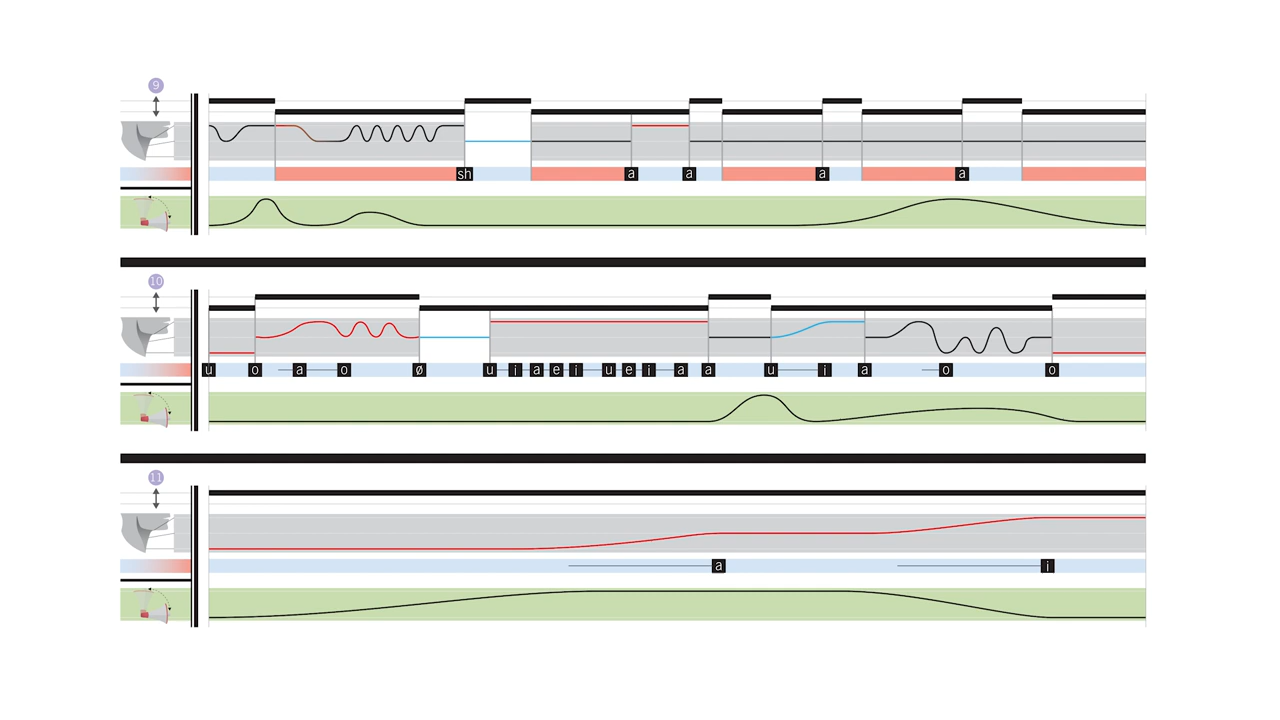 9
sh a a a a
10
u o a o ø u i a e i u e i a a u i a o o
11
a i